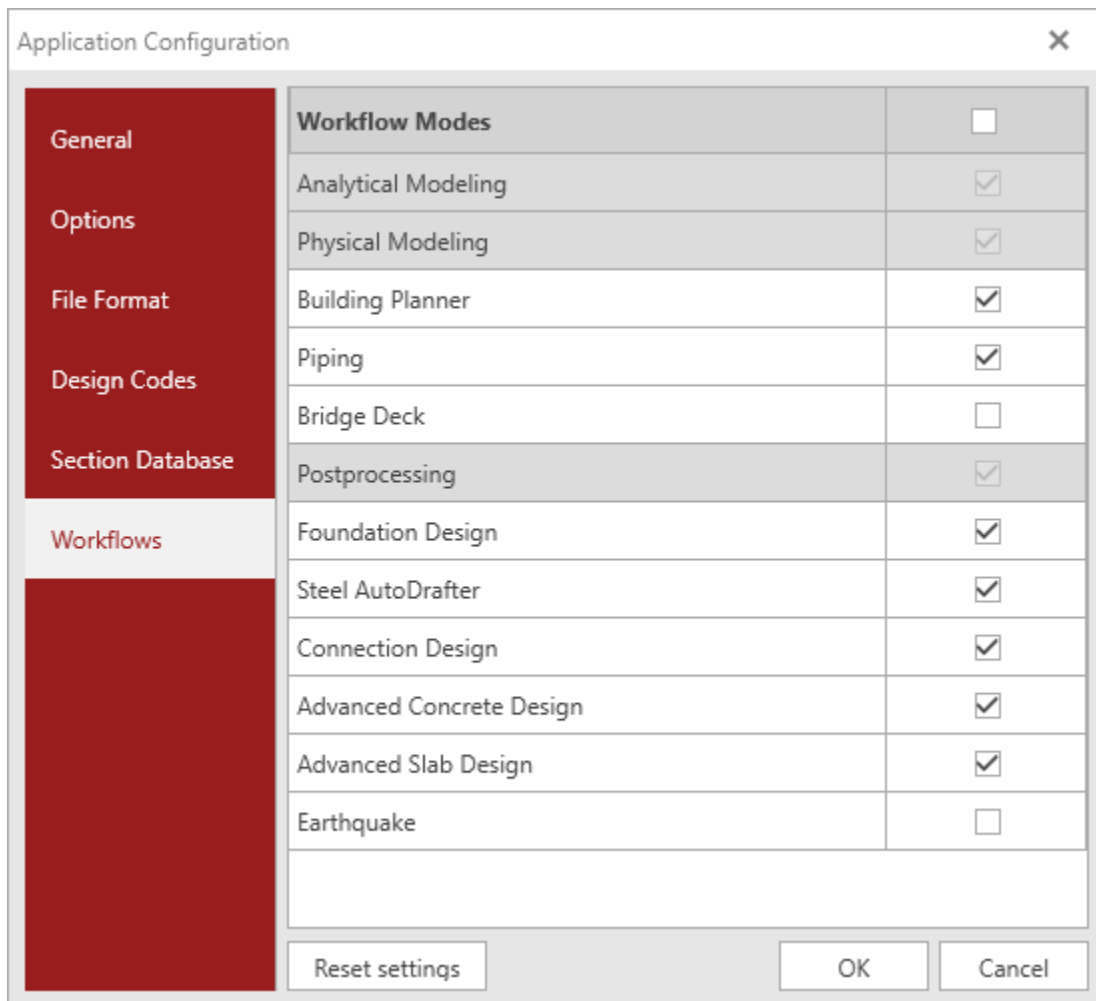 Application Configuration
General
Options
File Format
Design Codes
Section Database
Workflows
Workflow Modes
Analytical Modeling
Physical Modeling
Building Planner
Piping
Bridge Deck
Postprocessing
Foundation Design
Steel AutoDrafter
Connection Design
Advanced Concrete Design
Advanced Slab Design
Earthquake
Reset settings
OK
Cancel